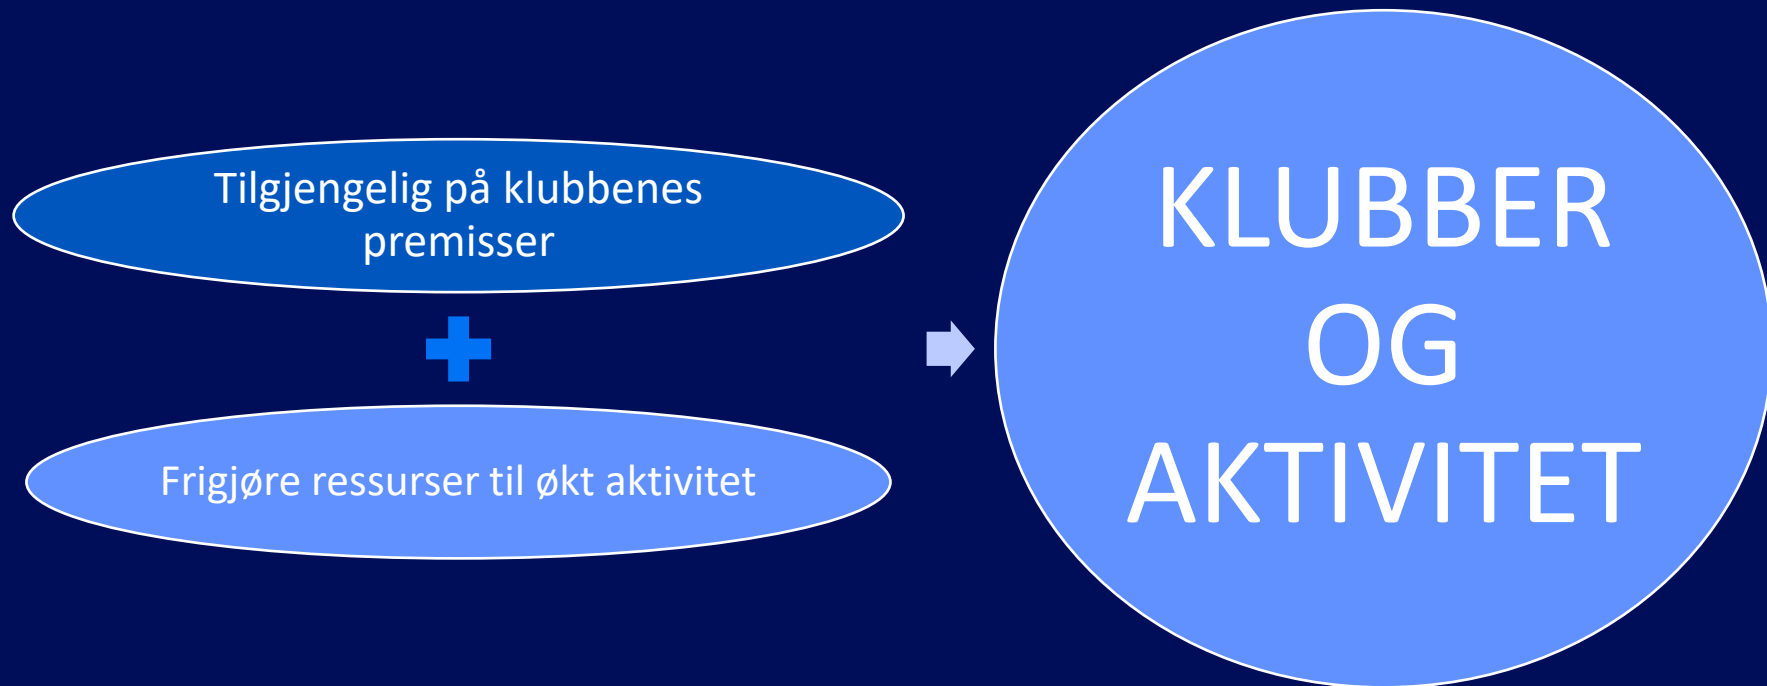 Tilgjengelig på klubbenes
premisser
Frigjøre ressurser til økt aktivitet
KLUBBER
OG
AKTIVITET